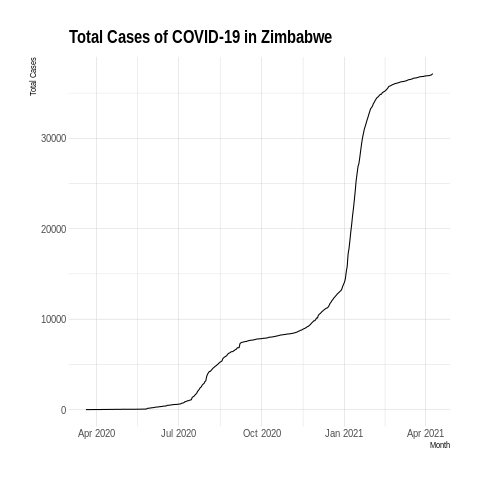 Total Cases of COVID-19 in Zimbabwe
Total Cases
30000
20000
10000
0
Apr 2020 Jul 2020 Oct 2020 Jan 2021 Apr 2021
Month